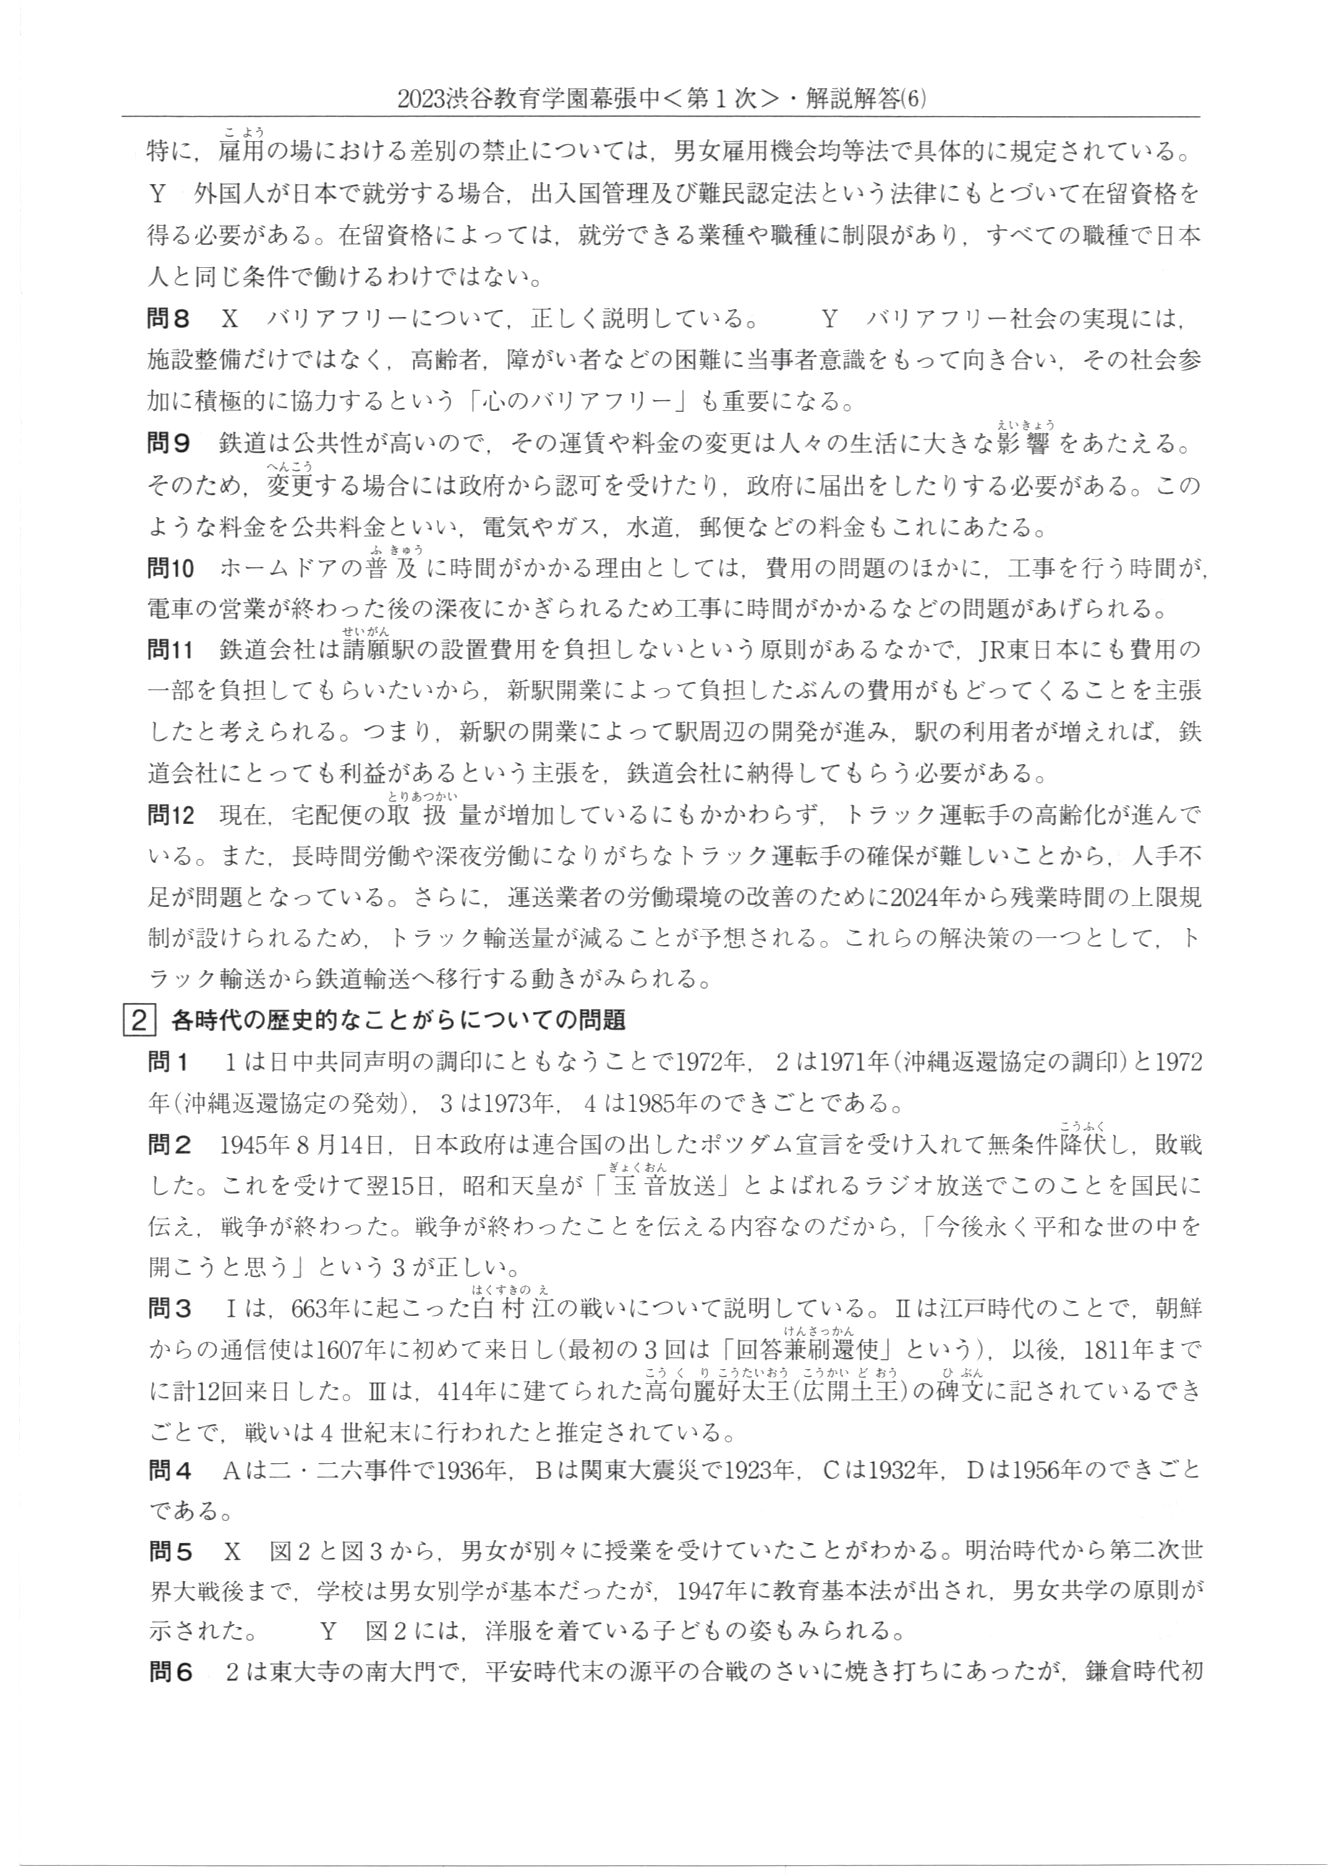 2023渋谷教育学園幕張中＜第１次＞・解説解答(6)
特に，雇用の場における差別の禁止については，男女雇用機会均等法で具体的に規定されている。
Ｙ　外国人が日本で就労する場合，出入国管理及び難民認定法という法律にもとづいて在留資格を
得る必要がある。在留資格によっては，就労できる業種や職種に制限があり，すべての職種で日本
人と同じ条件で働けるわけではない。
問８　Ｘ　バリアフリーについて，正しく説明している。　　Ｙ　バリアフリー社会の実現には，
施設整備だけではなく，高齢者，障がい者などの困難に当事者意識をもって向き合い，その社会参
加に積極的に協力するという「心のバリアフリー」も重要になる。
問９　鉄道は公共性が高いので，その運賃や料金の変更は人々の生活に大きな影響をあたえる。
そのため，変更する場合には政府から認可を受けたり，政府に届出をしたりする必要がある。この
ような料金を公共料金といい，電気やガス，水道，郵便などの料金もこれにあたる。
問10　ホームドアの普及に時間がかかる理由としては，費用の問題のほかに，工事を行う時間が，
電車の営業が終わった後の深夜にかぎられるため工事に時間がかかるなどの問題があげられる。
問11　鉄道会社は請願駅の設置費用を負担しないという原則があるなかで，JR東日本にも費用の
一部を負担してもらいたいから，新駅開業によって負担したぶんの費用がもどってくることを主張
したと考えられる。つまり，新駅の開業によって駅周辺の開発が進み，駅の利用者が増えれば，鉄
道会社にとっても利益があるという主張を，鉄道会社に納得してもらう必要がある。
問12　現在，宅配便の取扱量が増加しているにもかかわらず，トラック運転手の高齢化が進んで
いる。また，長時間労働や深夜労働になりがちなトラック運転手の確保が難しいことから，人手不
足が問題となっている。さらに，運送業者の労働環境の改善のために2024年から残業時間の上限規
制が設けられるため，トラック輸送量が減ることが予想される。これらの解決策の一つとして，ト
ラック輸送から鉄道輸送へ移行する動きがみられる。
２　各時代の歴史的なことがらについての問題
問１　１は日中共同声明の調印にともなうことで1972年，２は1971年(沖縄返還協定の調印)と1972
年(沖縄返還協定の発効)，３は1973年，４は1985年のできごとである。
問２　1945年８月14日，日本政府は連合国の出したポツダム宣言を受け入れて無条件降伏し，敗戦
した。これを受けて翌15日，昭和天皇が「玉音放送」とよばれるラジオ放送でこのことを国民に
伝え，戦争が終わった。戦争が終わったことを伝える内容なのだから，「今後永く平和な世の中を
開こうと思う」という３が正しい。
問３　Ⅰは，663年に起こった白村江の戦いについて説明している。Ⅱは江戸時代のことで，朝鮮
からの通信使は1607年に初めて来日し(最初の３回は「回答兼刷還使」という)，以後，1811年まで
に計12回来日した。Ⅲは，414年に建てられた高句麗好太王(広開土王)の碑文に記されているでき
ごとで，戦いは４世紀末に行われたと推定されている。
問４　Ａは二・二六事件で1936年，Ｂは関東大震災で1923年，Ｃは1932年，Ｄは1956年のできごと
である。
問５　Ｘ　図２と図３から，男女が別々に授業を受けていたことがわかる。明治時代から第二次世
界大戦後まで，学校は男女別学が基本だったが，1947年に教育基本法が出され，男女共学の原則が
示された。　　Ｙ　図２には，洋服を着ている子どもの姿もみられる。
問６　２は東大寺の南大門で，平安時代末の源平の合戦のさいに焼き打ちにあったが，鎌倉時代初